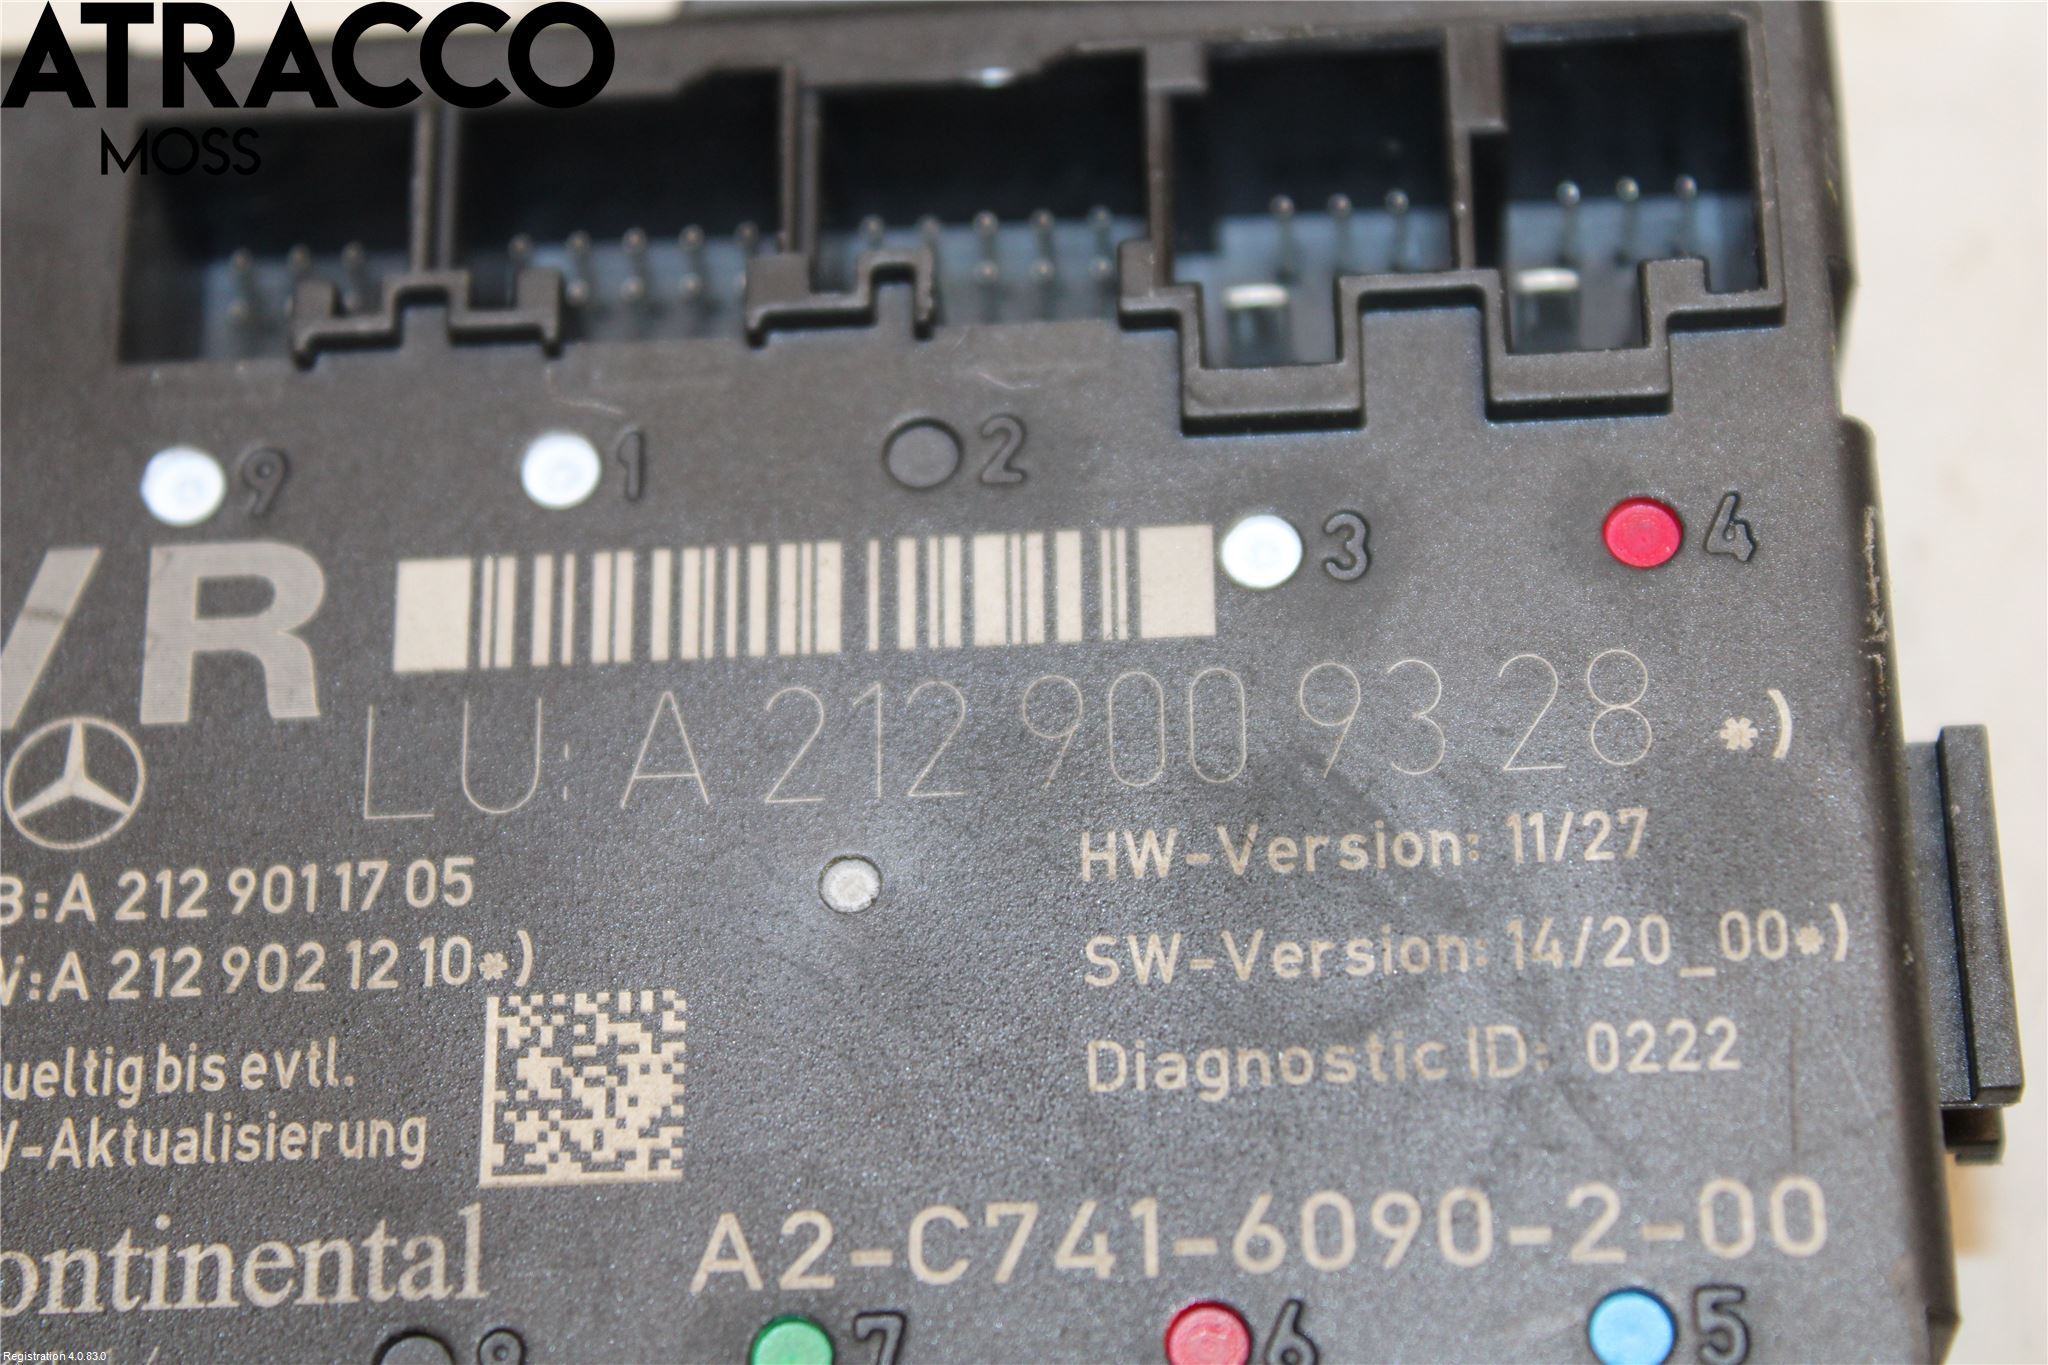 ATRACCO
MOSS
9
1
2
3
4
VR
LU: A 212 900 93 28 *)
HW-Version: 11/27
B:A 212 901 17 05
SW-Version: 14/20_00*)
:A 212 902 12 10*)
Diagnostic ID: 0222
ueltig bis evtl.
-Aktualisierung
ontinental
A2-C741-6090-2-00
8
7
6
5
Registration 4.0.83.0